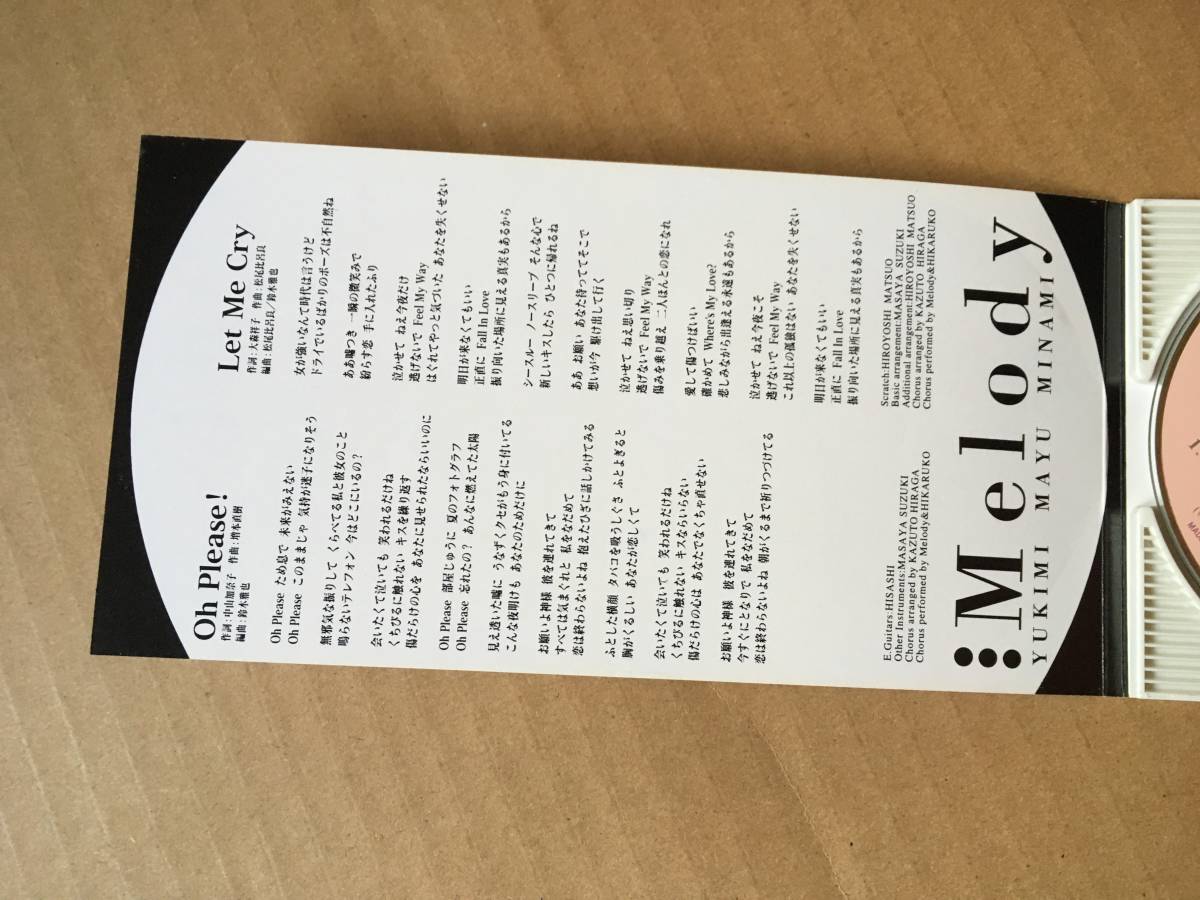 Oh Please!
作詞:中山加奈子 作曲:増本直樹
編曲:鈴木雅也
Oh Please ため息で 未来がみえない
Oh Please このままじゃ 気持が迷子になりそう
無邪気な振りして くらべてる私と彼女のこと
鳴らないテレフォン 今はどこにいるの?
会いたくて泣いても 笑われるだけね
くちびるに触れない キスを繰り返す
傷だらけの心を あなたに見せられたならいいのに
Oh Please 部屋じゅうに 夏のフォトグラフ
Oh Please 忘れたの? あんなに燃えてた太陽
見え透いた嘘に うなずくクセがもう身に付いてる
こんな夜明けも あなたのためだけに
お願いよ神様 彼を連れてきて
すべては気まぐれと 私をなだめて
恋は終わらないよね 抱えたひざに話しかけてみる
ふとした横顔 タバコを吸うしぐさ ふとよぎると
胸がくるしい あなたが恋しくて
会いたくて泣いても 笑われるだけね
くちびるに触れない キスならいらない
傷だらけの心は あなたでなくちゃ直せない
お願いよ神様 彼を連れてきて
今すぐにとなりで 私をなだめて
恋は終わらないよね 朝がくるまで祈りつづけてる
E.Guitars:HISASHI
Other Instruments:MASAYA SUZUKI
Chorus arranged by KAZUTO HIRAGA
Chorus performed by Melody&HIKARUKO
Let Me Cry
作詞:大森祥子 作曲:松尾比呂良
編曲:松尾比呂良/鈴木雅也
女が強いなんて時代は言うけど
ドライでいるばかりのポーズは不自然ね
ああ嘘つき 一瞬の微笑みで
紛らす恋 手に入れたふり
泣かせて ねえ今夜だけ
逃げないで Feel My Way
はぐれてやっと気づいた あなたを失くせない
明日が来なくてもいい
正直に Fall In Love
振り向いた場所に見える真実もあるから
シースルー ノースリーブ そんな心で
新しいキスしたら ひとつに帰れるね
ああ お願い あなた待っててそこで
想いが今 駆け出して行く
泣かせて ねえ思い切り
逃げないで Feel My Way
傷みを乗り越え 二人ほんとの恋になれ
愛して傷つけばいい
確かめて Where's My Love?
悲しみながら出逢える永遠もあるから
泣かせて ねえ今夜こそ
逃げないで Feel My Way
これ以上の孤独はない あなたを失くせない
明日が来なくてもいい
正直に Fall In Love
振り向いた場所に見える真実もあるから
Scratch:HIROYOSHI MATSUO
Basic arrangement:MASAYA SUZUKI
Additional arrangement:HIROYOSHI MATSUO
Chorus arranged by KAZUTO HIRAGA
Chorus performed by Melody&HIKARUKO
Melody
YUKIMI MAYU MINAMI